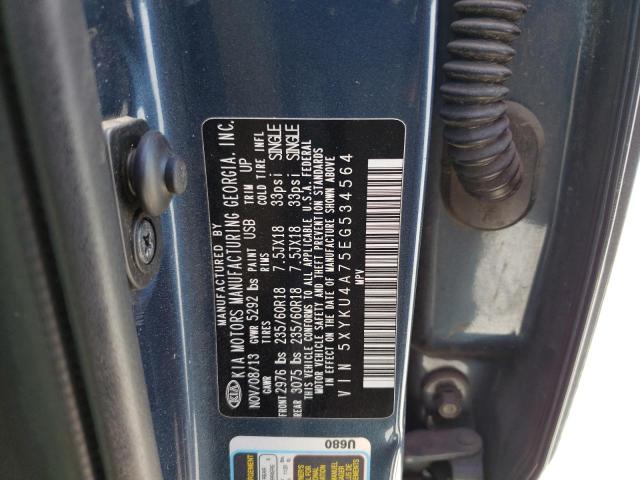 MANUFACTURED BY
KIA MOTORS MANUFACTURING GEORGIA, INC.
NOV/08/13 GVWR 5292 lbs PAINT USB TRIM UP
GAWR TIRES RIMS COLD TIRE INFL
FRONT 2976 lbs 235/60R18 7.5JX18 33psi SINGLE
REAR 3075 lbs 235/60R18 7.5JX18 33psi SINGLE
THIS VEHICLE CONFORMS TO ALL APPLICABLE U.S.A. FEDERAL
MOTOR VEHICLE SAFETY AND THEFT PREVENTION STANDARDS
IN EFFECT ON THE DATE OF MANUFACTURE SHOWN ABOVE
VIN 5XYKU4A75EG534564
MPV
KIA
U680